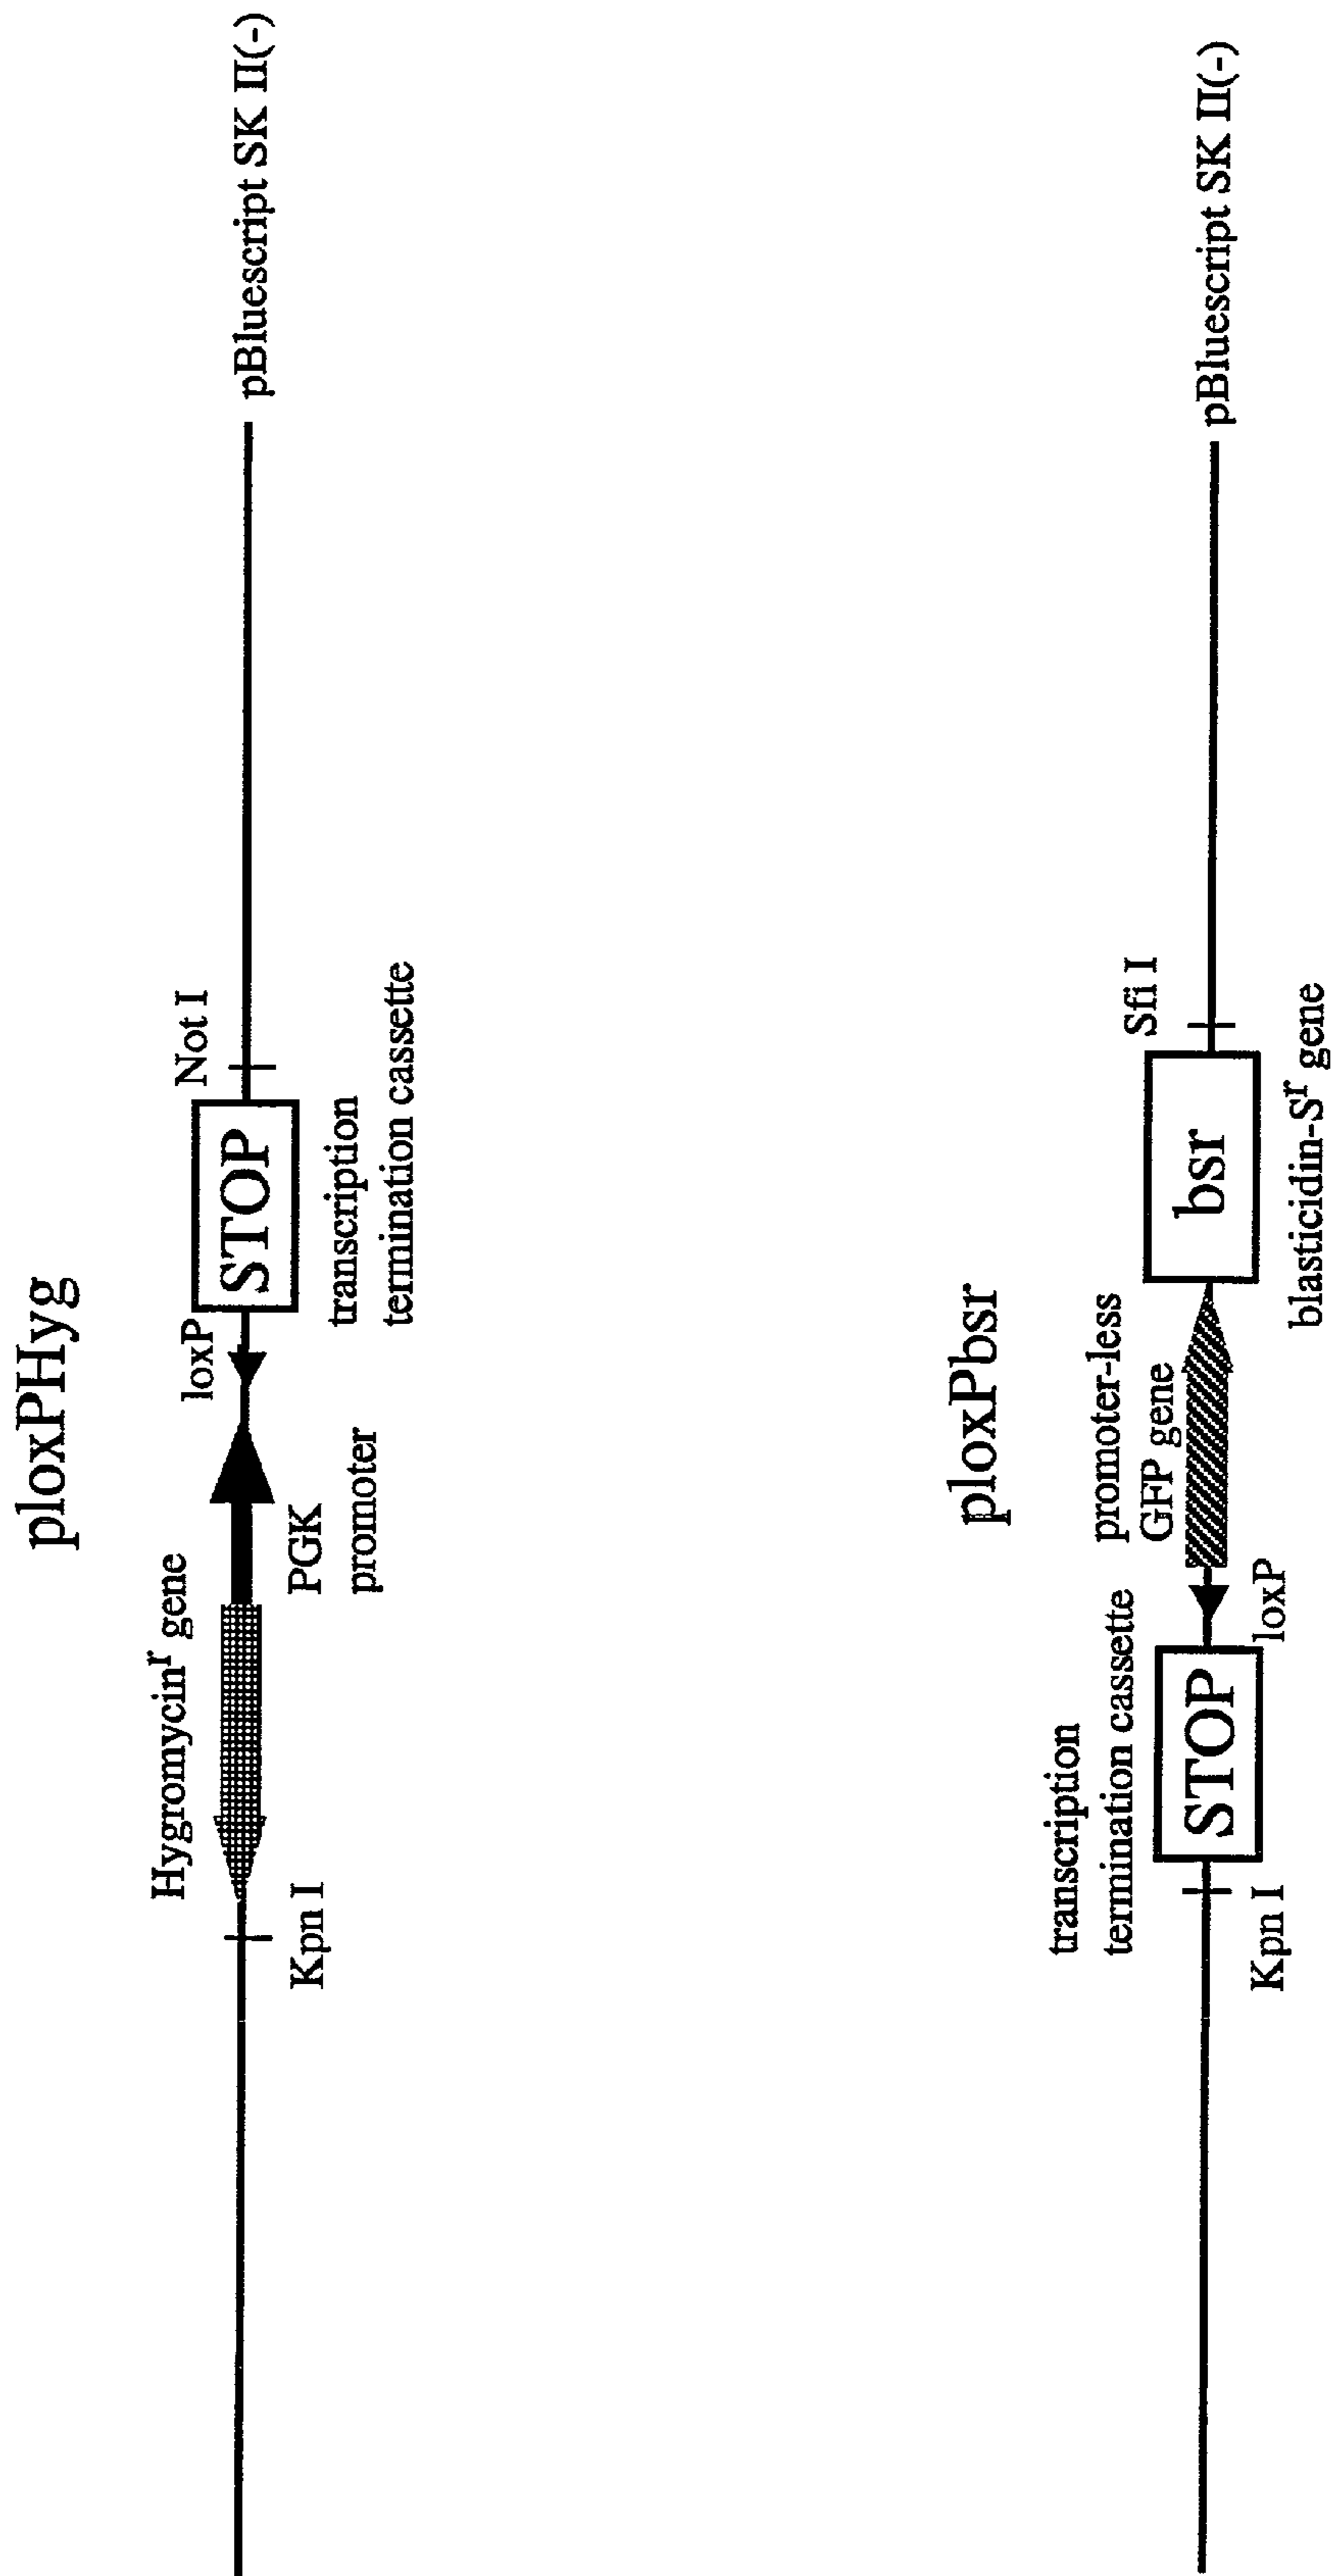 ploxPHyg
Hygromycinʳ gene
loxP
Not I
STOP
Kpn I
PGK
promoter
transcription
termination cassette
pBluescript SK II(-)
ploxPbsr
transcription
termination cassette
promoter-less
GFP gene
Sfi I
STOP
bsr
Kpn I
loxP
blasticidin-Sʳ gene
pBluescript SK II(-)